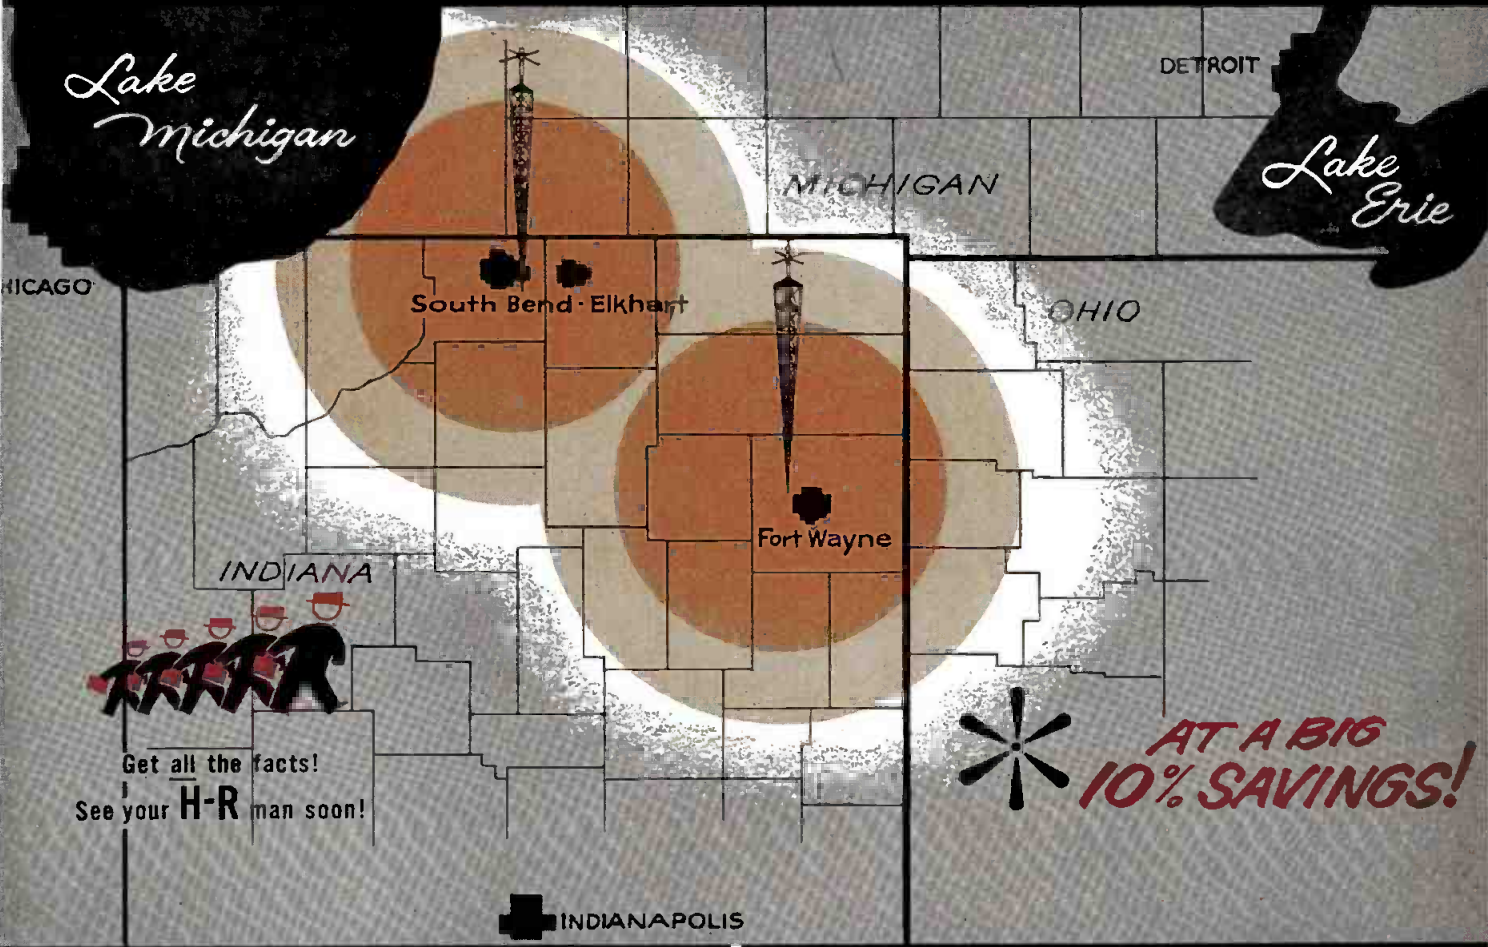 Lake
Michigan
DETROIT
Lake
Erie
MICHIGAN
HICAGO
South Bend · Elkhart
OHIO
Fort Wayne
INDIANA
Get all the facts!
See your H-R man soon!
AT A BIG
10% SAVINGS!
INDIANAPOLIS